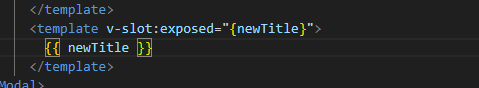 </template>
<template v-slot:exposed="{newTitle}">
{{ newTitle }}
</template>
Modal>